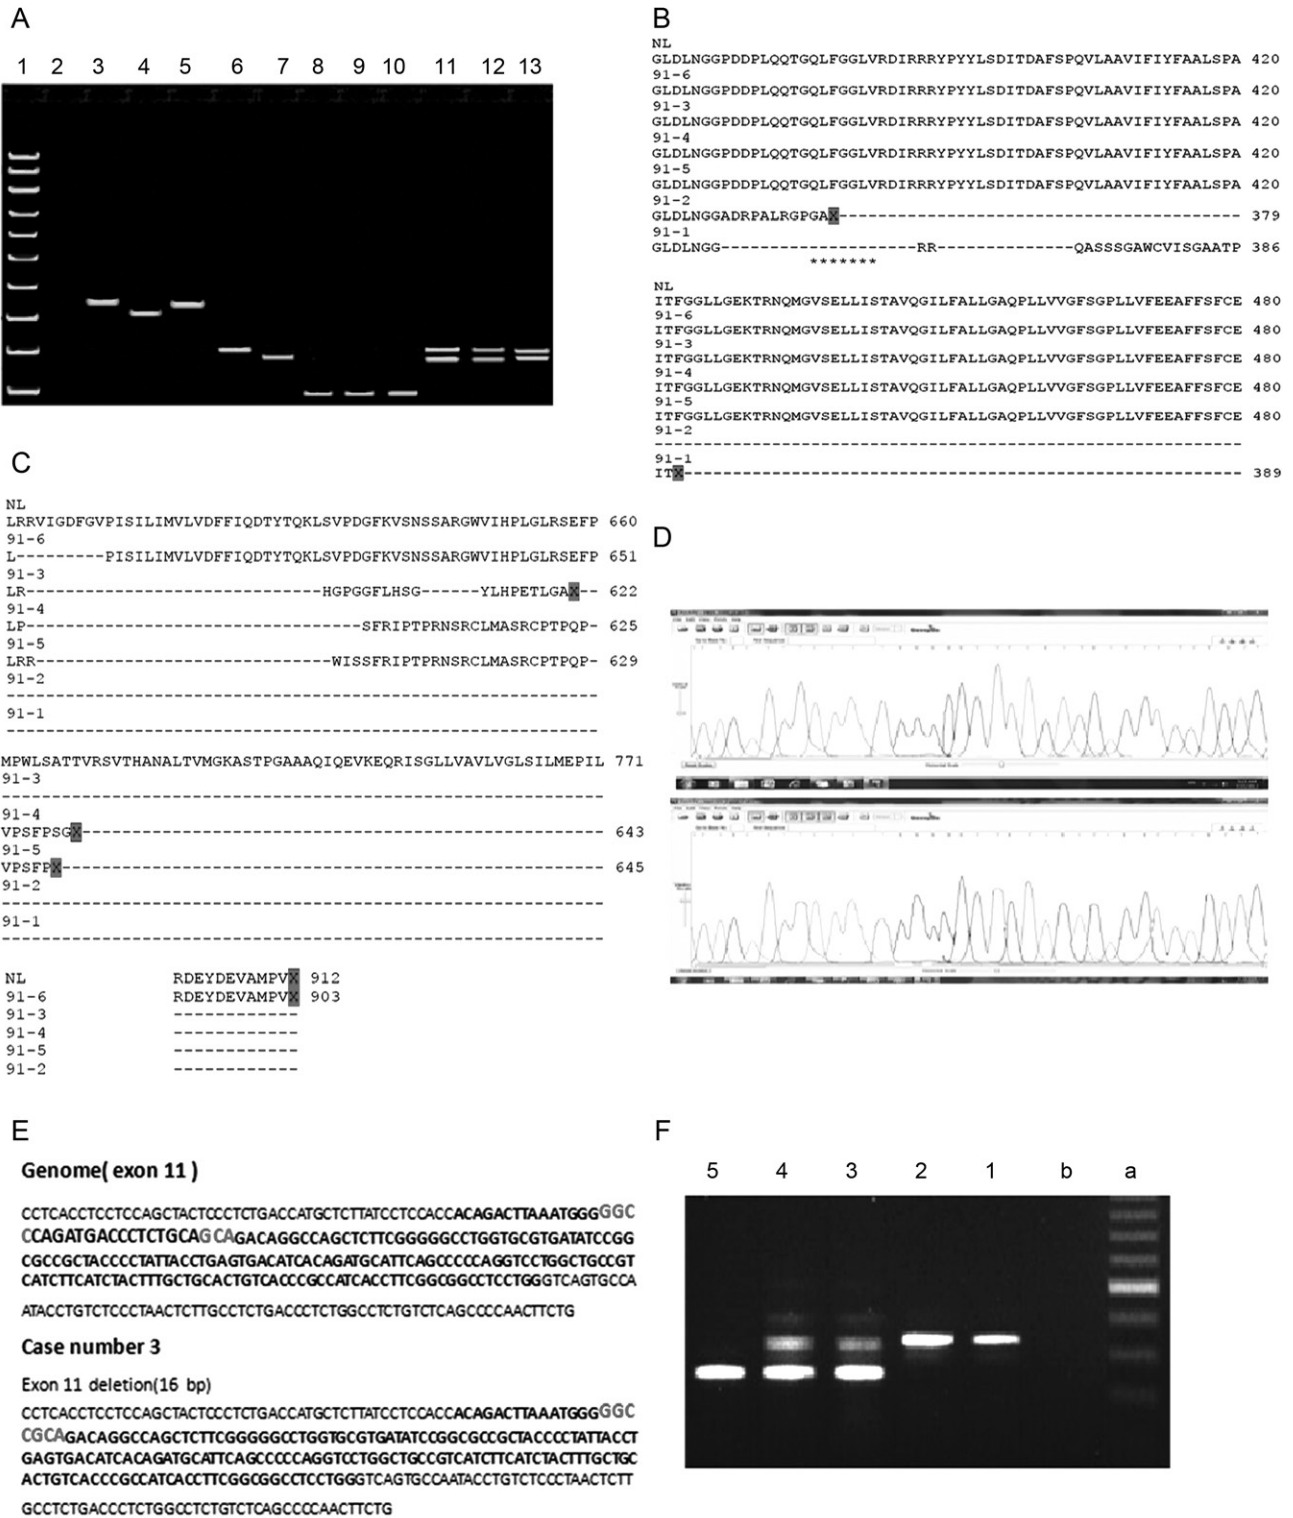 A
1 2 3 4 5 6 7 8 9 10 11 12 13
B
NL
GLDLNGGPDDPLQQTGQLFGGLVRDIRRRYPYYLSDITDAFSPQVLAAVIFIYFAALSPA 420
91-6
GLDLNGGPDDPLQQTGQLFGGLVRDIRRRYPYYLSDITDAFSPQVLAAVIFIYFAALSPA 420
91-3
GLDLNGGPDDPLQQTGQLFGGLVRDIRRRYPYYLSDITDAFSPQVLAAVIFIYFAALSPA 420
91-4
GLDLNGGPDDPLQQTGQLFGGLVRDIRRRYPYYLSDITDAFSPQVLAAVIFIYFAALSPA 420
91-5
GLDLNGGPDDPLQQTGQLFGGLVRDIRRRYPYYLSDITDAFSPQVLAAVIFIYFAALSPA 420
91-2
GLDLNGGADRPALRGPGAX----------------------------------------- 379
91-1
GLDLNGG--------------------RR--------------QASSSGAWCVISGAATP 386
*******
NL
ITFGGLLGEKTRNQMGVSELLISTAVQGILFALLGAQPLLVVGFSGPLLVFEEAFFSFCE 480
91-6
ITFGGLLGEKTRNQMGVSELLISTAVQGILFALLGAQPLLVVGFSGPLLVFEEAFFSFCE 480
91-3
ITFGGLLGEKTRNQMGVSELLISTAVQGILFALLGAQPLLVVGFSGPLLVFEEAFFSFCE 480
91-4
ITFGGLLGEKTRNQMGVSELLISTAVQGILFALLGAQPLLVVGFSGPLLVFEEAFFSFCE 480
91-5
ITFGGLLGEKTRNQMGVSELLISTAVQGILFALLGAQPLLVVGFSGPLLVFEEAFFSFCE 480
91-2
------------------------------------------------------------
91-1
ITX--------------------------------------------------------- 389
C
NL
LRRVIGDFGVPISILIMVLVDFFIQDTYTQKLSVPDGFKVSNSSARGWVIHPLGLRSEFP 660
91-6
L---------PISILIMVLVDFFIQDTYTQKLSVPDGFKVSNSSARGWVIHPLGLRSEFP 651
91-3
LR------------------------------HGPGGFLHSG------YLHPETLGAX-- 622
91-4
LP----------------------------------SFRIPTPRNSRCLMASRCPTPQP- 625
91-5
LRR------------------------------WISSFRIPTPRNSRCLMASRCPTPQP- 629
91-2
------------------------------------------------------------
91-1
------------------------------------------------------------
MPWLSATTVRSVTHANALTVMGKASTPGAAAQIQEVKEQRISGLLVAVLVGLSILMEPIL 771
91-3
------------------------------------------------------------
91-4
VPSFPSGX---------------------------------------------------- 643
91-5
VPSFPX------------------------------------------------------ 645
91-2
------------------------------------------------------------
91-1
------------------------------------------------------------
NL RDEYDEVAMPVX 912
91-6 RDEYDEVAMPVX 903
91-3 ------------
91-4 ------------
91-5 ------------
91-2 ------------
D
E
Genome( exon 11 )
CCTCACCTCCTCCAGCTACTCCCTCTGACCATGCTCTTATCCTCCACCACAGACTTAAATGGGGGC
CCAGATGACCCTCTGCAGCAGACAGGCCAGCTCTTCGGGGGCCTGGTGCGTGATATCCGG
CGCCGCTACCCCTATTACCTGAGTGACATCACAGATGCATTCAGCCCCCAGGTCCTGGCTGCCGT
CATCTTCATCTACTTTGCTGCACTGTCACCCGCCATCACCTTCGGCGGCCTCCTGGGTCAGTGCCA
ATACCTGTCTCCCTAACTCTTGCCTCTGACCCTCTGGCCTCTGTCTCAGCCCCAACTTCTG
Case number 3
Exon 11 deletion(16 bp)
CCTCACCTCCTCCAGCTACTCCCTCTGACCATGCTCTTATCCTCCACCACAGACTTAAATGGGGGC
CGCAGACAGGCCAGCTCTTCGGGGGCCTGGTGCGTGATATCCGGCGCCGCTACCCCTATTACCT
GAGTGACATCACAGATGCATTCAGCCCCCAGGTCCTGGCTGCCGTCATCTTCATCTACTTTGCTGC
ACTGTCACCCGCCATCACCTTCGGCGGCCTCCTGGGTCAGTGCCAATACCTGTCTCCCTAACTCTT
GCCTCTGACCCTCTGGCCTCTGTCTCAGCCCCAACTTCTG
F
5 4 3 2 1 b a